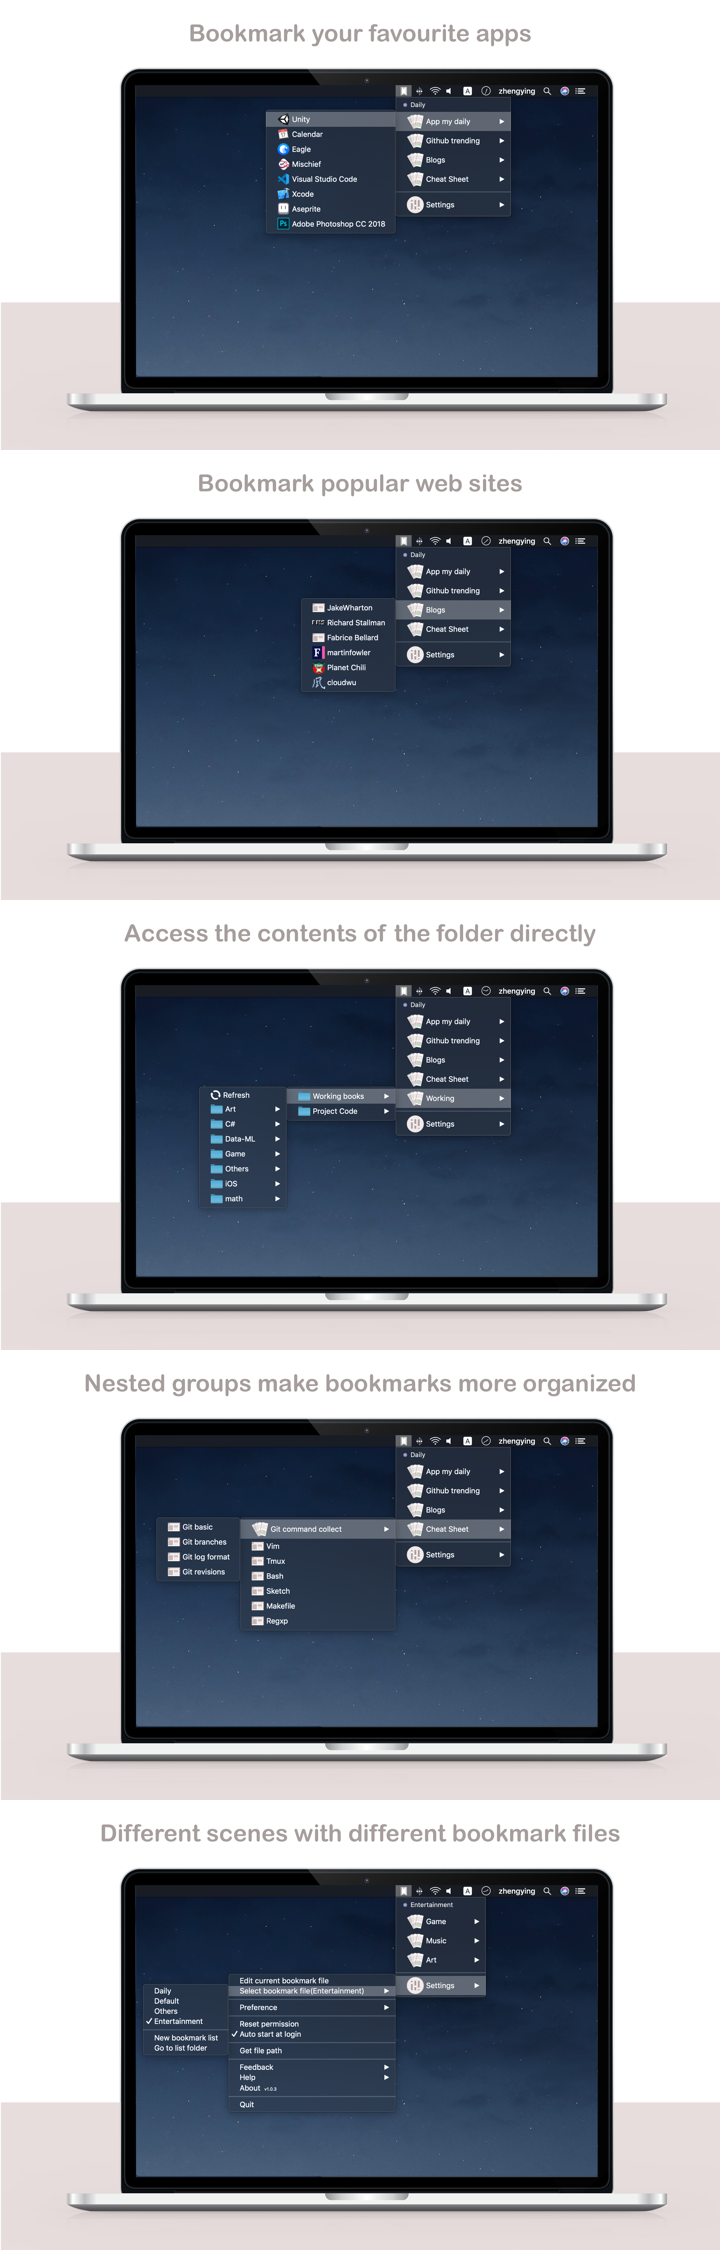 Bookmark your favourite apps
A
zhengying
Daily
App my daily
Github trending
Blogs
Cheat Sheet
Settings
Unity
Calendar
Eagle
Mischief
Visual Studio Code
Xcode
Aseprite
Ps Adobe Photoshop CC 2018
Bookmark popular web sites
A
zhengying
Daily
App my daily
Github trending
Blogs
Cheat Sheet
Settings
JakeWharton
rms Richard Stallman
Fabrice Bellard
F martinfowler
Planet Chili
风 cloudwu
Access the contents of the folder directly
A
zhengying
Daily
App my daily
Github trending
Blogs
Cheat Sheet
Working
Settings
Working books
Project Code
Refresh
Art
C#
Data-ML
Game
Others
iOS
math
Nested groups make bookmarks more organized
A
zhengying
Daily
App my daily
Github trending
Blogs
Cheat Sheet
Settings
Git command collect
Vim
Tmux
Bash
Sketch
Makefile
Regxp
Git basic
Git branches
Git log format
Git revisions
Different scenes with different bookmark files
A
zhengying
Entertainment
Game
Music
Art
Settings
Edit current bookmark file
Select bookmark file(Entertainment)
Preference
Reset permission
✓ Auto start at login
Get file path
Feedback
Help
About v1.0.3
Quit
Daily
Default
Others
✓ Entertainment
New bookmark list
Go to list folder